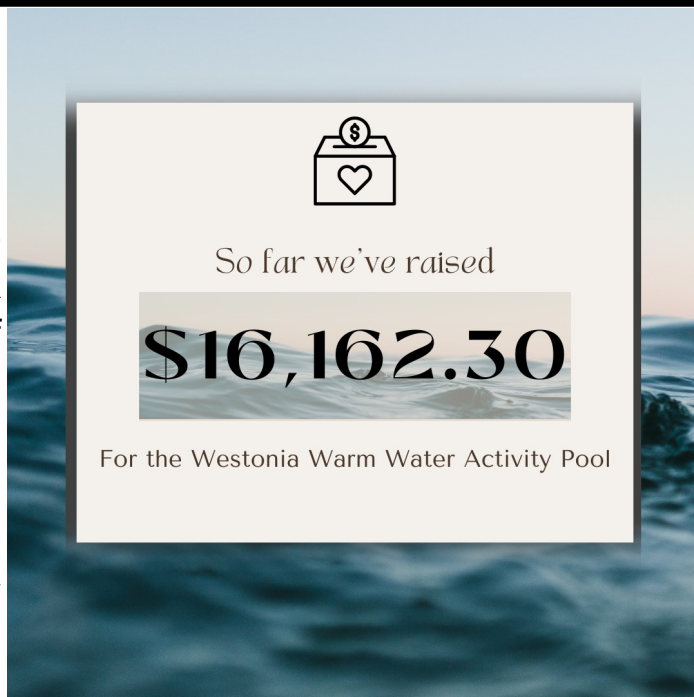 $
So far we've raised
$16,162.30
For the Westonia Warm Water Activity Pool